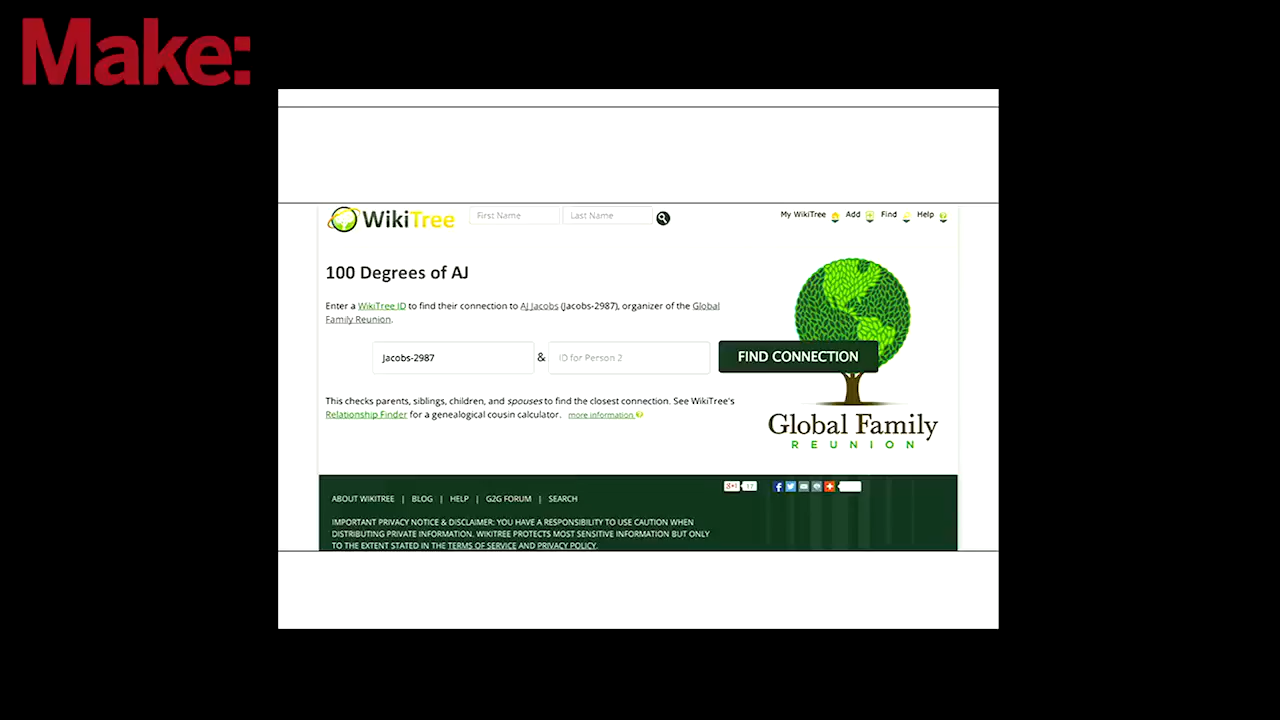 Make:
WikiTree
First Name
Last Name
My WikiTree
Add
Find
Help
100 Degrees of AJ
Enter a WikiTree ID to find their connection to AJ Jacobs (Jacobs-2987), organizer of the Global
Family Reunion.
Jacobs-2987
&
ID for Person 2
FIND CONNECTION
This checks parents, siblings, children, and spouses to find the closest connection. See WikiTree's
Relationship Finder for a genealogical cousin calculator. more information ?
Global Family
REUNION
g+1 17
ABOUT WIKITREE | BLOG | HELP | G2G FORUM | SEARCH
IMPORTANT PRIVACY NOTICE & DISCLAIMER: YOU HAVE A RESPONSIBILITY TO USE CAUTION WHEN
DISTRIBUTING PRIVATE INFORMATION. WIKITREE PROTECTS MOST SENSITIVE INFORMATION BUT ONLY
TO THE EXTENT STATED IN THE TERMS OF SERVICE AND PRIVACY POLICY.